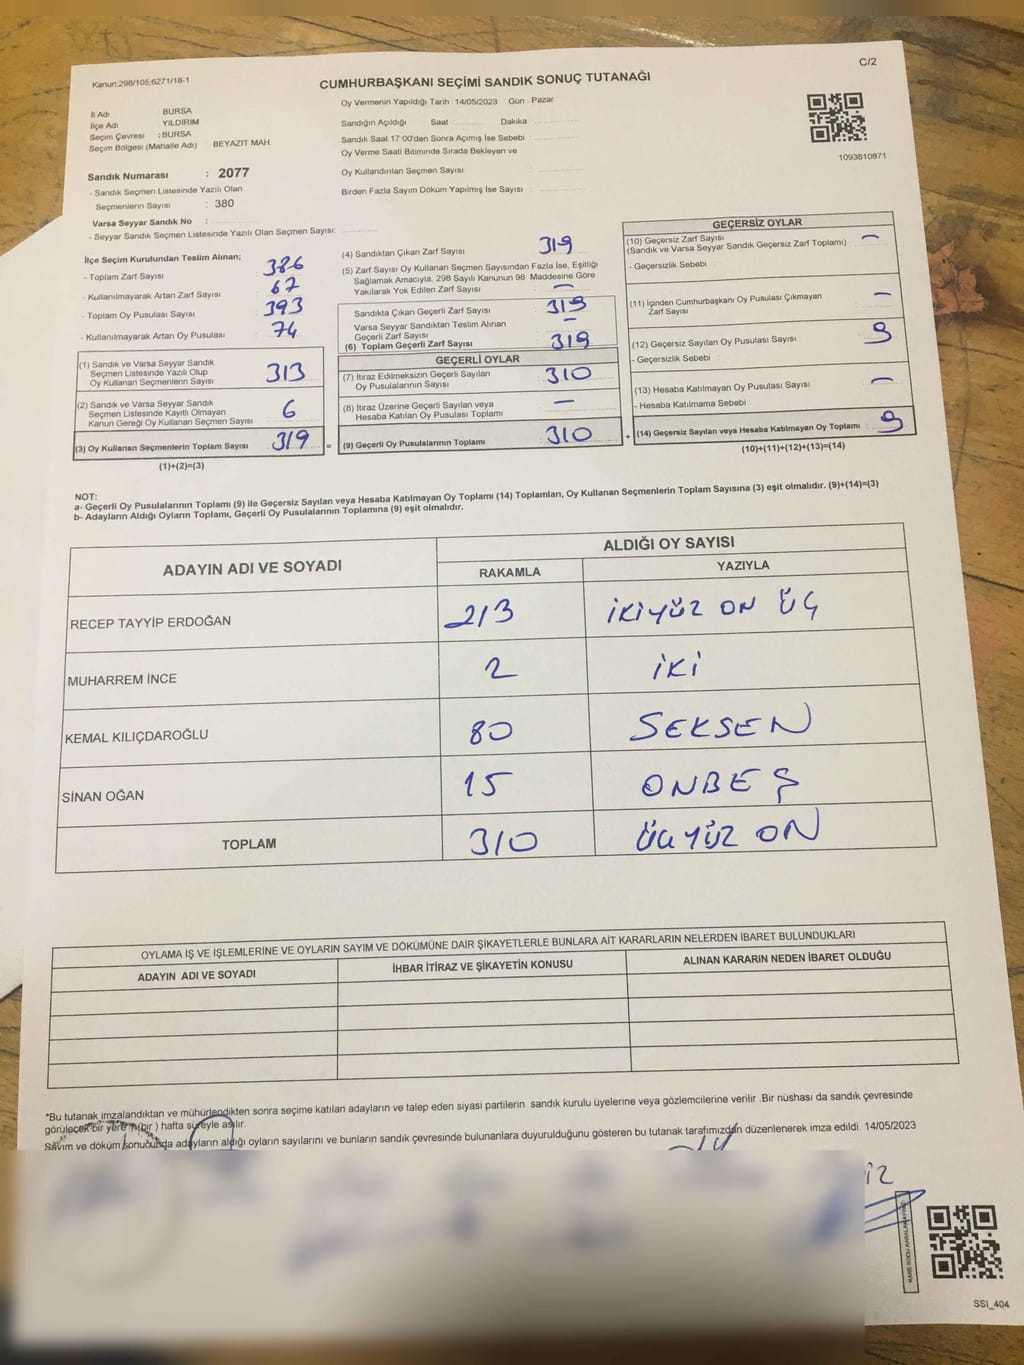 Kanun:298/105;6271/18-1
C/2
CUMHURBAŞKANI SEÇİMİ SANDIK SONUÇ TUTANAĞI
İl Adı BURSA
İlçe Adı YILDIRIM
Seçim Çevresi : BURSA
Seçim Bölgesi (Mahalle Adı) BEYAZIT MAH.
Oy Vermenin Yapıldığı Tarih 14/05/2023 Gün : Pazar
Sandığın Açıldığı Saat Dakika
Sandık Saat 17:00'den Sonra Açımış İse Sebebi
Oy Verme Saati Bitiminde Sırada Bekleyen ve
Oy Kullandırılan Seçmen Sayısı
Birden Fazla Sayım Döküm Yapılmış İse Sayısı
1093810871
Sandık Numarası : 2077
- Sandık Seçmen Listesinde Yazılı Olan
Seçmenlerin Sayısı : 380
Varsa Seyyar Sandık No :
- Seyyar Sandık Seçmen Listesinde Yazılı Olan Seçmen Sayısı:
İlçe Seçim Kurulundan Teslim Alınan;
- Toplam Zarf Sayısı 386
- Kullanılmayarak Artan Zarf Sayısı 67
- Toplam Oy Pusulası Sayısı 393
- Kullanılmayarak Artan Oy Pusulası 74
(1) Sandık ve Varsa Seyyar Sandık
Seçmen Listesinde Yazılı Olup
Oy Kullanan Seçmenlerin Sayısı 313
(2) Sandık ve Varsa Seyyar Sandık
Seçmen Listesinde Kayıtlı Olmayan
Kanun Gereği Oy Kullanan Seçmen Sayısı 6
(3) Oy Kullanan Seçmenlerin Toplam Sayısı 319 =
(1)+(2)=(3)
(4) Sandıktan Çıkan Zarf Sayısı 319
(5) Zarf Sayısı Oy Kullanan Seçmen Sayısından Fazla İse, Eşitliği
Sağlamak Amacıyla, 298 Sayılı Kanunun 98. Maddesine Göre
Yakılarak Yok Edilen Zarf Sayısı —
Sandıkta Çıkan Geçerli Zarf Sayısı 319
Varsa Seyyar Sandıktan Teslim Alınan
Geçerli Zarf Sayısı —
(6) Toplam Geçerli Zarf Sayısı 319
GEÇERLİ OYLAR
(7) İtiraz Edilmeksizin Geçerli Sayılan
Oy Pusulalarının Sayısı 310
(8) İtiraz Üzerine Geçerli Sayılan veya
Hesaba Katılan Oy Pusulası Toplamı —
(9) Geçerli Oy Pusulalarının Toplamı 310 +
GEÇERSİZ OYLAR
(10) Geçersiz Zarf Sayısı —
(Sandık ve Varsa Seyyar Sandık Geçersiz Zarf Toplamı)
- Geçersizlik Sebebi
(11) İçinden Cumhurbaşkanı Oy Pusulası Çıkmayan
Zarf Sayısı —
(12) Geçersiz Sayılan Oy Pusulası Sayısı 9
- Geçersizlik Sebebi
(13) Hesaba Katılmayan Oy Pusulası Sayısı —
- Hesaba Katılmama Sebebi
(14) Geçersiz Sayılan veya Hesaba Katılmayan Oy Toplamı 9
(10)+(11)+(12)+(13)=(14)
NOT:
a- Geçerli Oy Pusulalarının Toplamı (9) ile Geçersiz Sayılan veya Hesaba Katılmayan Oy Toplamı (14) Toplamları, Oy Kullanan Seçmenlerin Toplam Sayısına (3) eşit olmalıdır. (9)+(14)=(3)
b- Adayların Aldığı Oyların Toplamı, Geçerli Oy Pusulalarının Toplamına (9) eşit olmalıdır.
ADAYIN ADI VE SOYADI ALDIĞI OY SAYISI
RAKAMLA YAZIYLA
RECEP TAYYİP ERDOĞAN 213 İKİYÜZ ON ÜÇ
MUHARREM İNCE 2 İKİ
KEMAL KILIÇDAROĞLU 80 SEKSEN
SİNAN OĞAN 15 ONBEŞ
TOPLAM 310 ÜÇYÜZ ON
OYLAMA İŞ VE İŞLEMLERİNE VE OYLARIN SAYIM VE DÖKÜMÜNE DAİR ŞİKAYETLERLE BUNLARA AİT KARARLARIN NELERDEN İBARET BULUNDUKLARI
ADAYIN ADI VE SOYADI İHBAR İTİRAZ VE ŞİKAYETİN KONUSU ALINAN KARARIN NEDEN İBARET OLDUĞU
*Bu tutanak imzalandıktan ve mühürlendikten sonra seçime katılan adayların ve talep eden siyasi partilerin sandık kurulu üyelerine veya gözlemcilerine verilir .Bir nüshası da sandık çevresinde
görülecek bir yere 1(bir ) hafta süreyle asılır.
Sayım ve döküm sonucunda adayların aldığı oyların sayılarını ve bunların sandık çevresinde bulunanlara duyurulduğunu gösteren bu tutanak tarafımızdan düzenlenerek imza edildi. 14/05/2023
KARE KODU KARALAMAYINIZ
SSİ_404